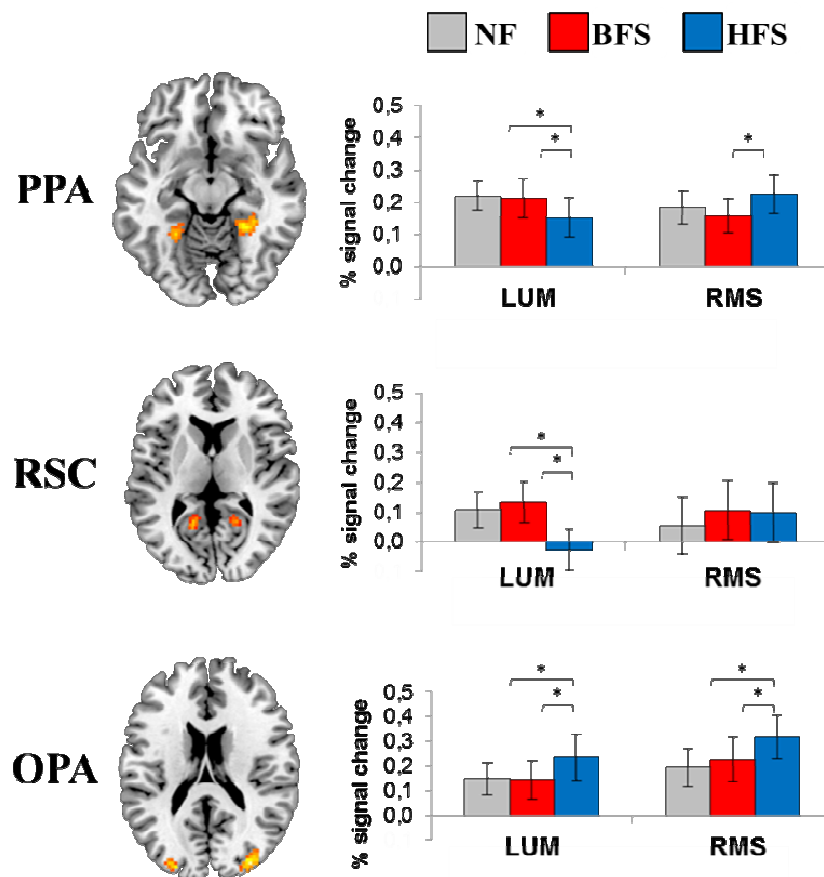 NF BFS HFS
PPA
% signal change
0,5
0,4
0,3
0,2
0,1
0,0
*
*
*
LUM RMS
RSC
% signal change
0,5
0,4
0,3
0,2
0,1
0,0
*
*
LUM RMS
OPA
% signal change
0,5
0,4
0,3
0,2
0,1
0,0
*
*
*
*
LUM RMS